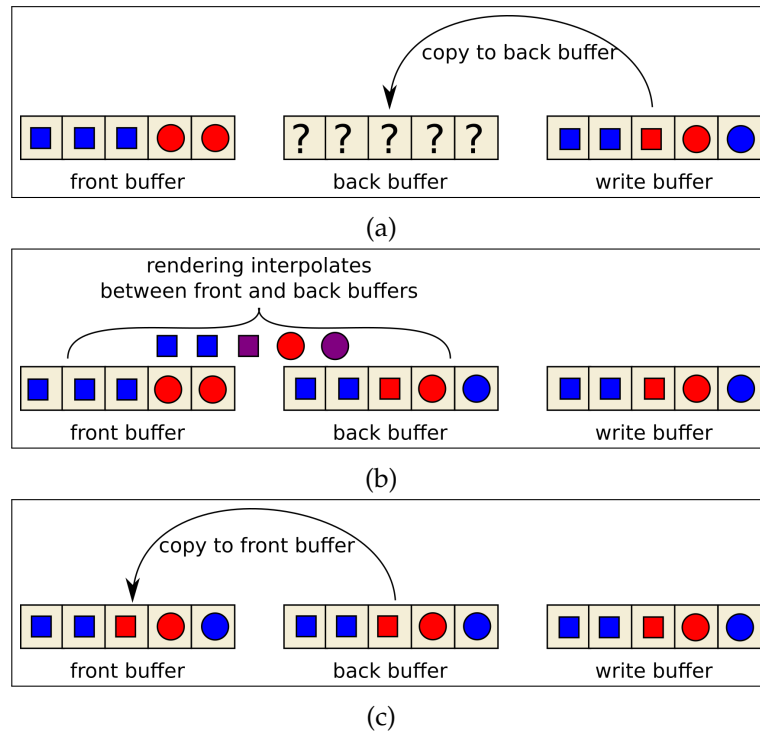 copy to back buffer
? ? ? ? ?
front buffer back buffer write buffer
(a)
rendering interpolates
between front and back buffers
front buffer back buffer write buffer
(b)
copy to front buffer
front buffer back buffer write buffer
(c)